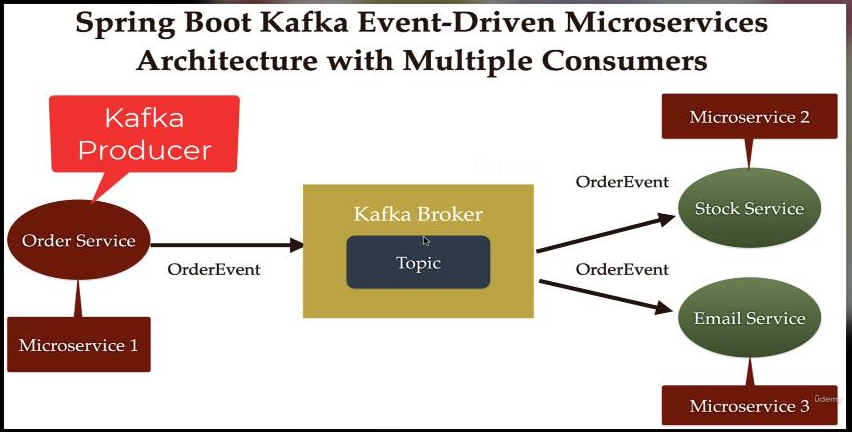 Spring Boot Kafka Event-Driven Microservices
Architecture with Multiple Consumers
Kafka
Producer
Order Service
Microservice 1
OrderEvent
Kafka Broker
Topic
OrderEvent
OrderEvent
Microservice 2
Stock Service
Email Service
Microservice 3
ûdemy